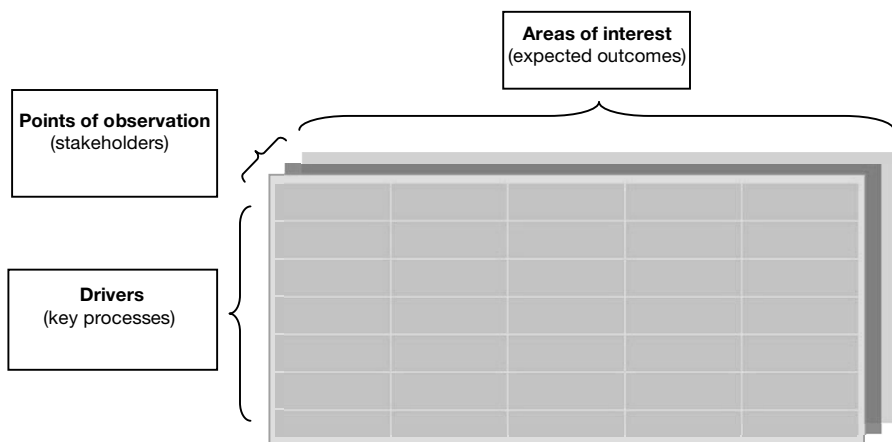 Areas of interest
(expected outcomes)
Points of observation
(stakeholders)
Drivers
(key processes)